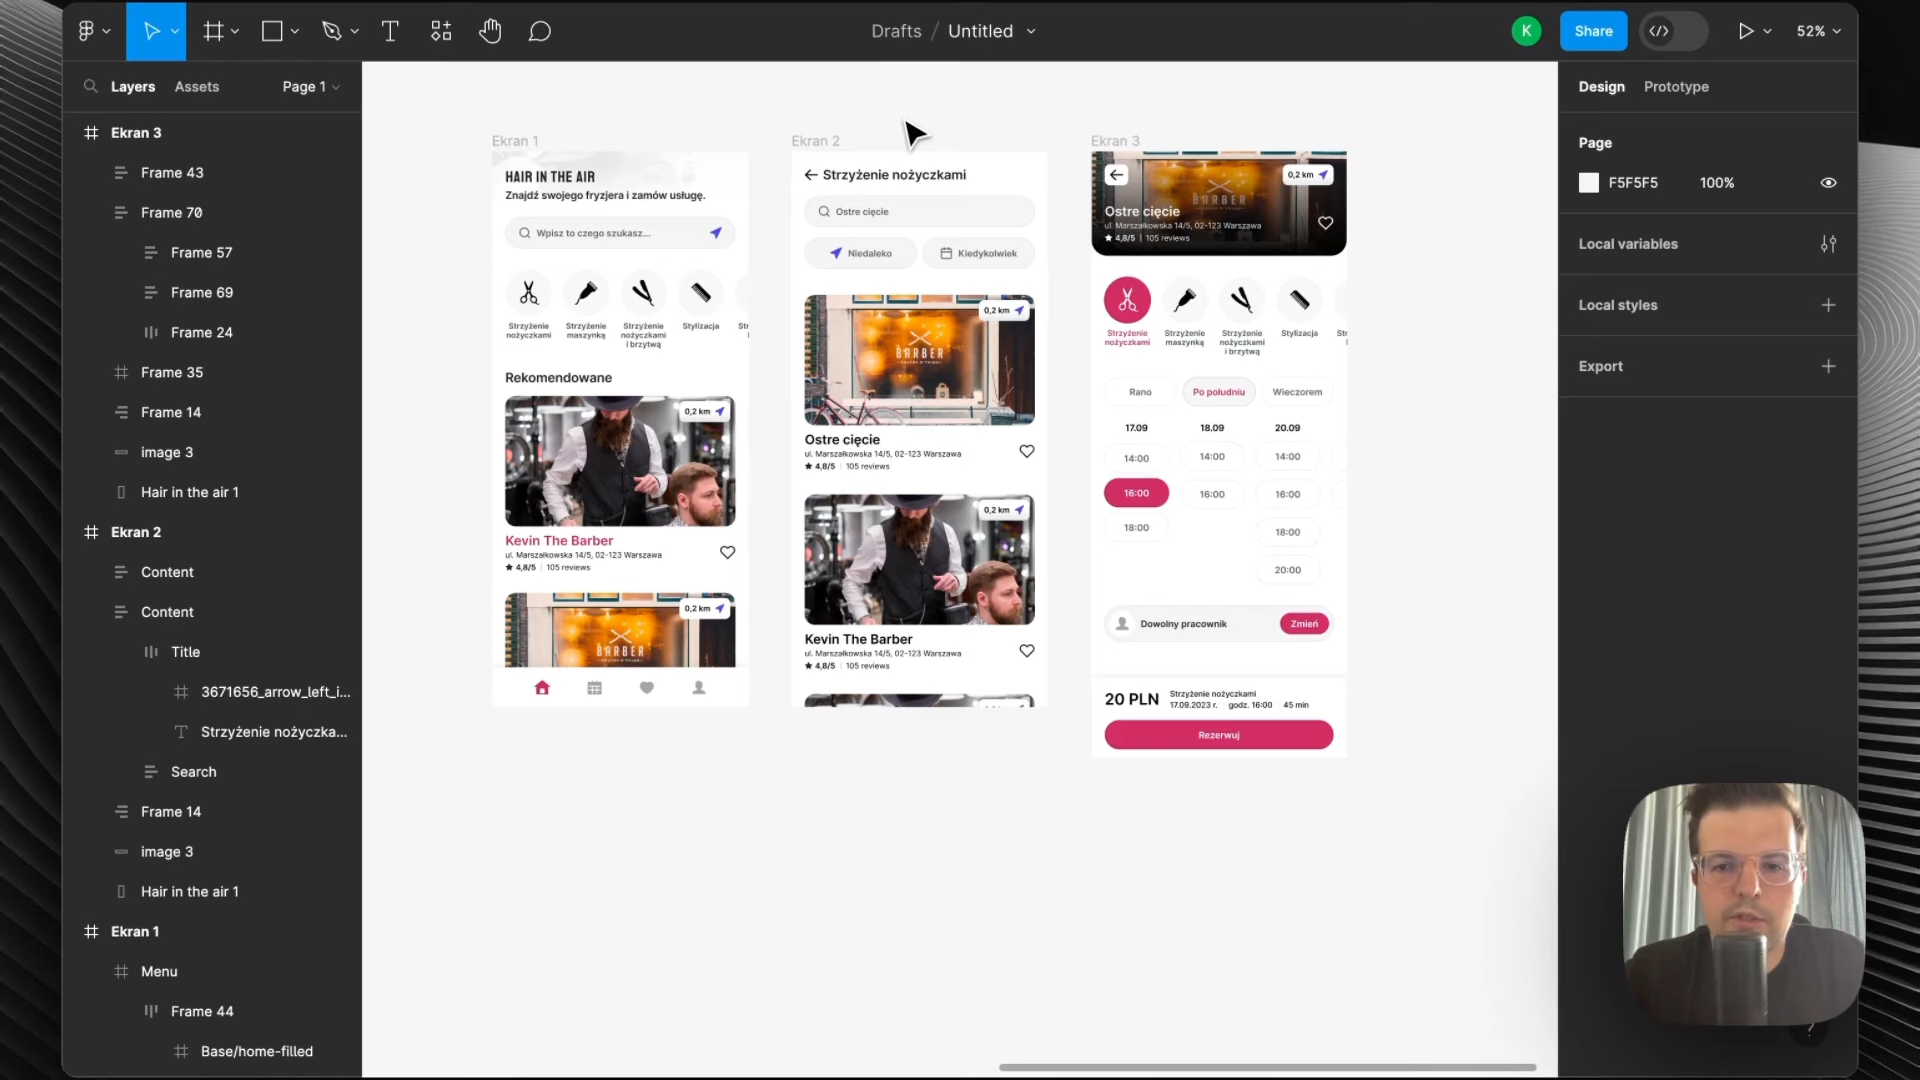 Drafts / Untitled
K
Share
52%
Layers
Assets
Page 1
Design
Prototype
Ekran 3
Frame 43
Frame 70
Frame 57
Frame 69
Frame 24
Frame 35
Frame 14
image 3
Hair in the air 1
Ekran 2
Content
Content
Title
3671656_arrow_left_i...
Strzyżenie nożyczka...
Search
Frame 14
image 3
Hair in the air 1
Ekran 1
Menu
Frame 44
Base/home-filled
Ekran 1
HAIR IN THE AIR
Znajdź swojego fryzjera i zamów usługę.
Wpisz to czego szukasz...
Strzyżenie nożyczkami
Strzyżenie maszynką
Strzyżenie nożyczkami i brzytwą
Stylizacja
Rekomendowane
0,2 km
Kevin The Barber
ul. Marszałkowska 14/5, 02-123 Warszawa
4,8/5 | 105 reviews
0,2 km
BARBER
Ekran 2
Strzyżenie nożyczkami
Ostre cięcie
Niedaleko
Kiedykolwiek
0,2 km
BARBER
Ostre cięcie
ul. Marszałkowska 14/5, 02-123 Warszawa
4,8/5 | 105 reviews
0,2 km
Kevin The Barber
ul. Marszałkowska 14/5, 02-123 Warszawa
4,8/5 | 105 reviews
Ekran 3
0,2 km
BARBER
Ostre cięcie
ul. Marszałkowska 14/5, 02-123 Warszawa
4,8/5 | 105 reviews
Strzyżenie nożyczkami
Strzyżenie maszynką
Strzyżenie nożyczkami i brzytwą
Stylizacja
Rano
Po południu
Wieczorem
17.09
18.09
20.09
14:00
14:00
14:00
16:00
16:00
16:00
18:00
18:00
20:00
Dowolny pracownik
Zmień
20 PLN
Strzyżenie nożyczkami
17.09.2023 r. godz. 16:00 45 min
Rezerwuj
Page
F5F5F5
100%
Local variables
Local styles
Export
?